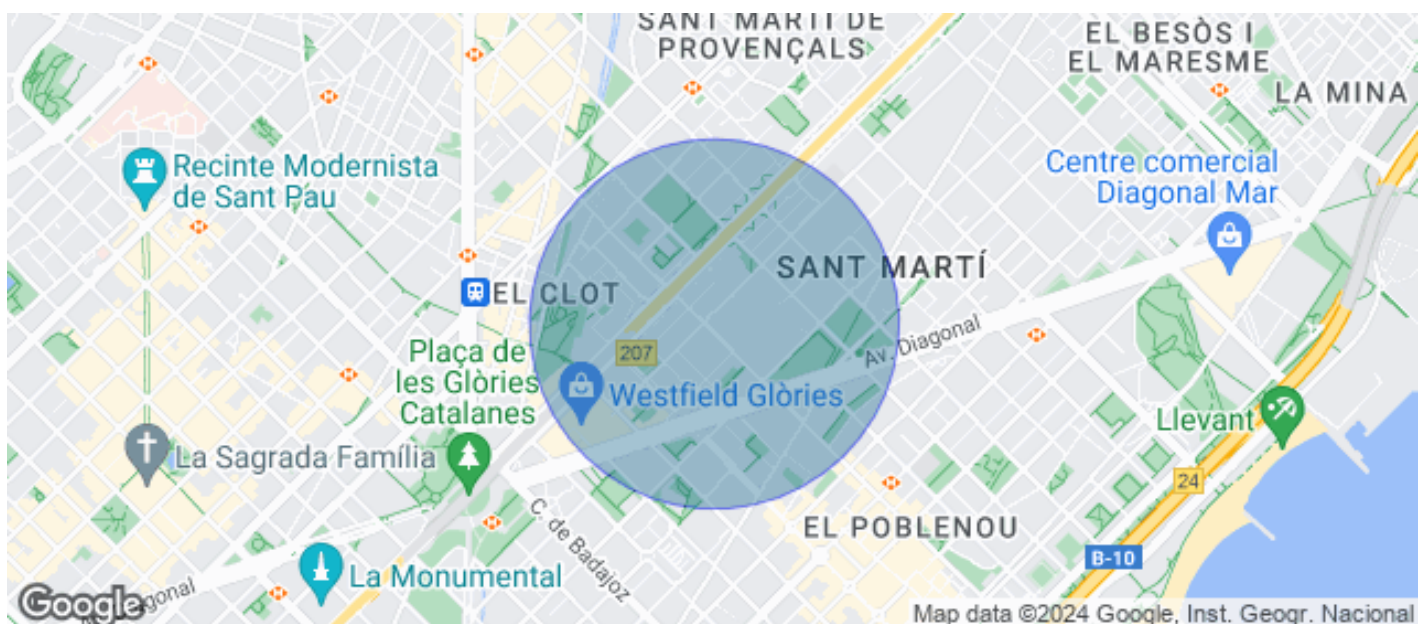 SANT MARTÍ DE
PROVENÇALS
EL BESÒS I
EL MARESME
LA MINA
Recinte Modernista
de Sant Pau
Centre comercial
Diagonal Mar
SANT MARTÍ
EL CLOT
Plaça de
les Glòries
Catalanes
207
Av. Diagonal
Westfield Glòries
Llevant
La Sagrada Família
24
C. de Badajoz
EL POBLENOU
B-10
La Monumental
Google
Diagonal
Map data ©2024 Google, Inst. Geogr. Nacional